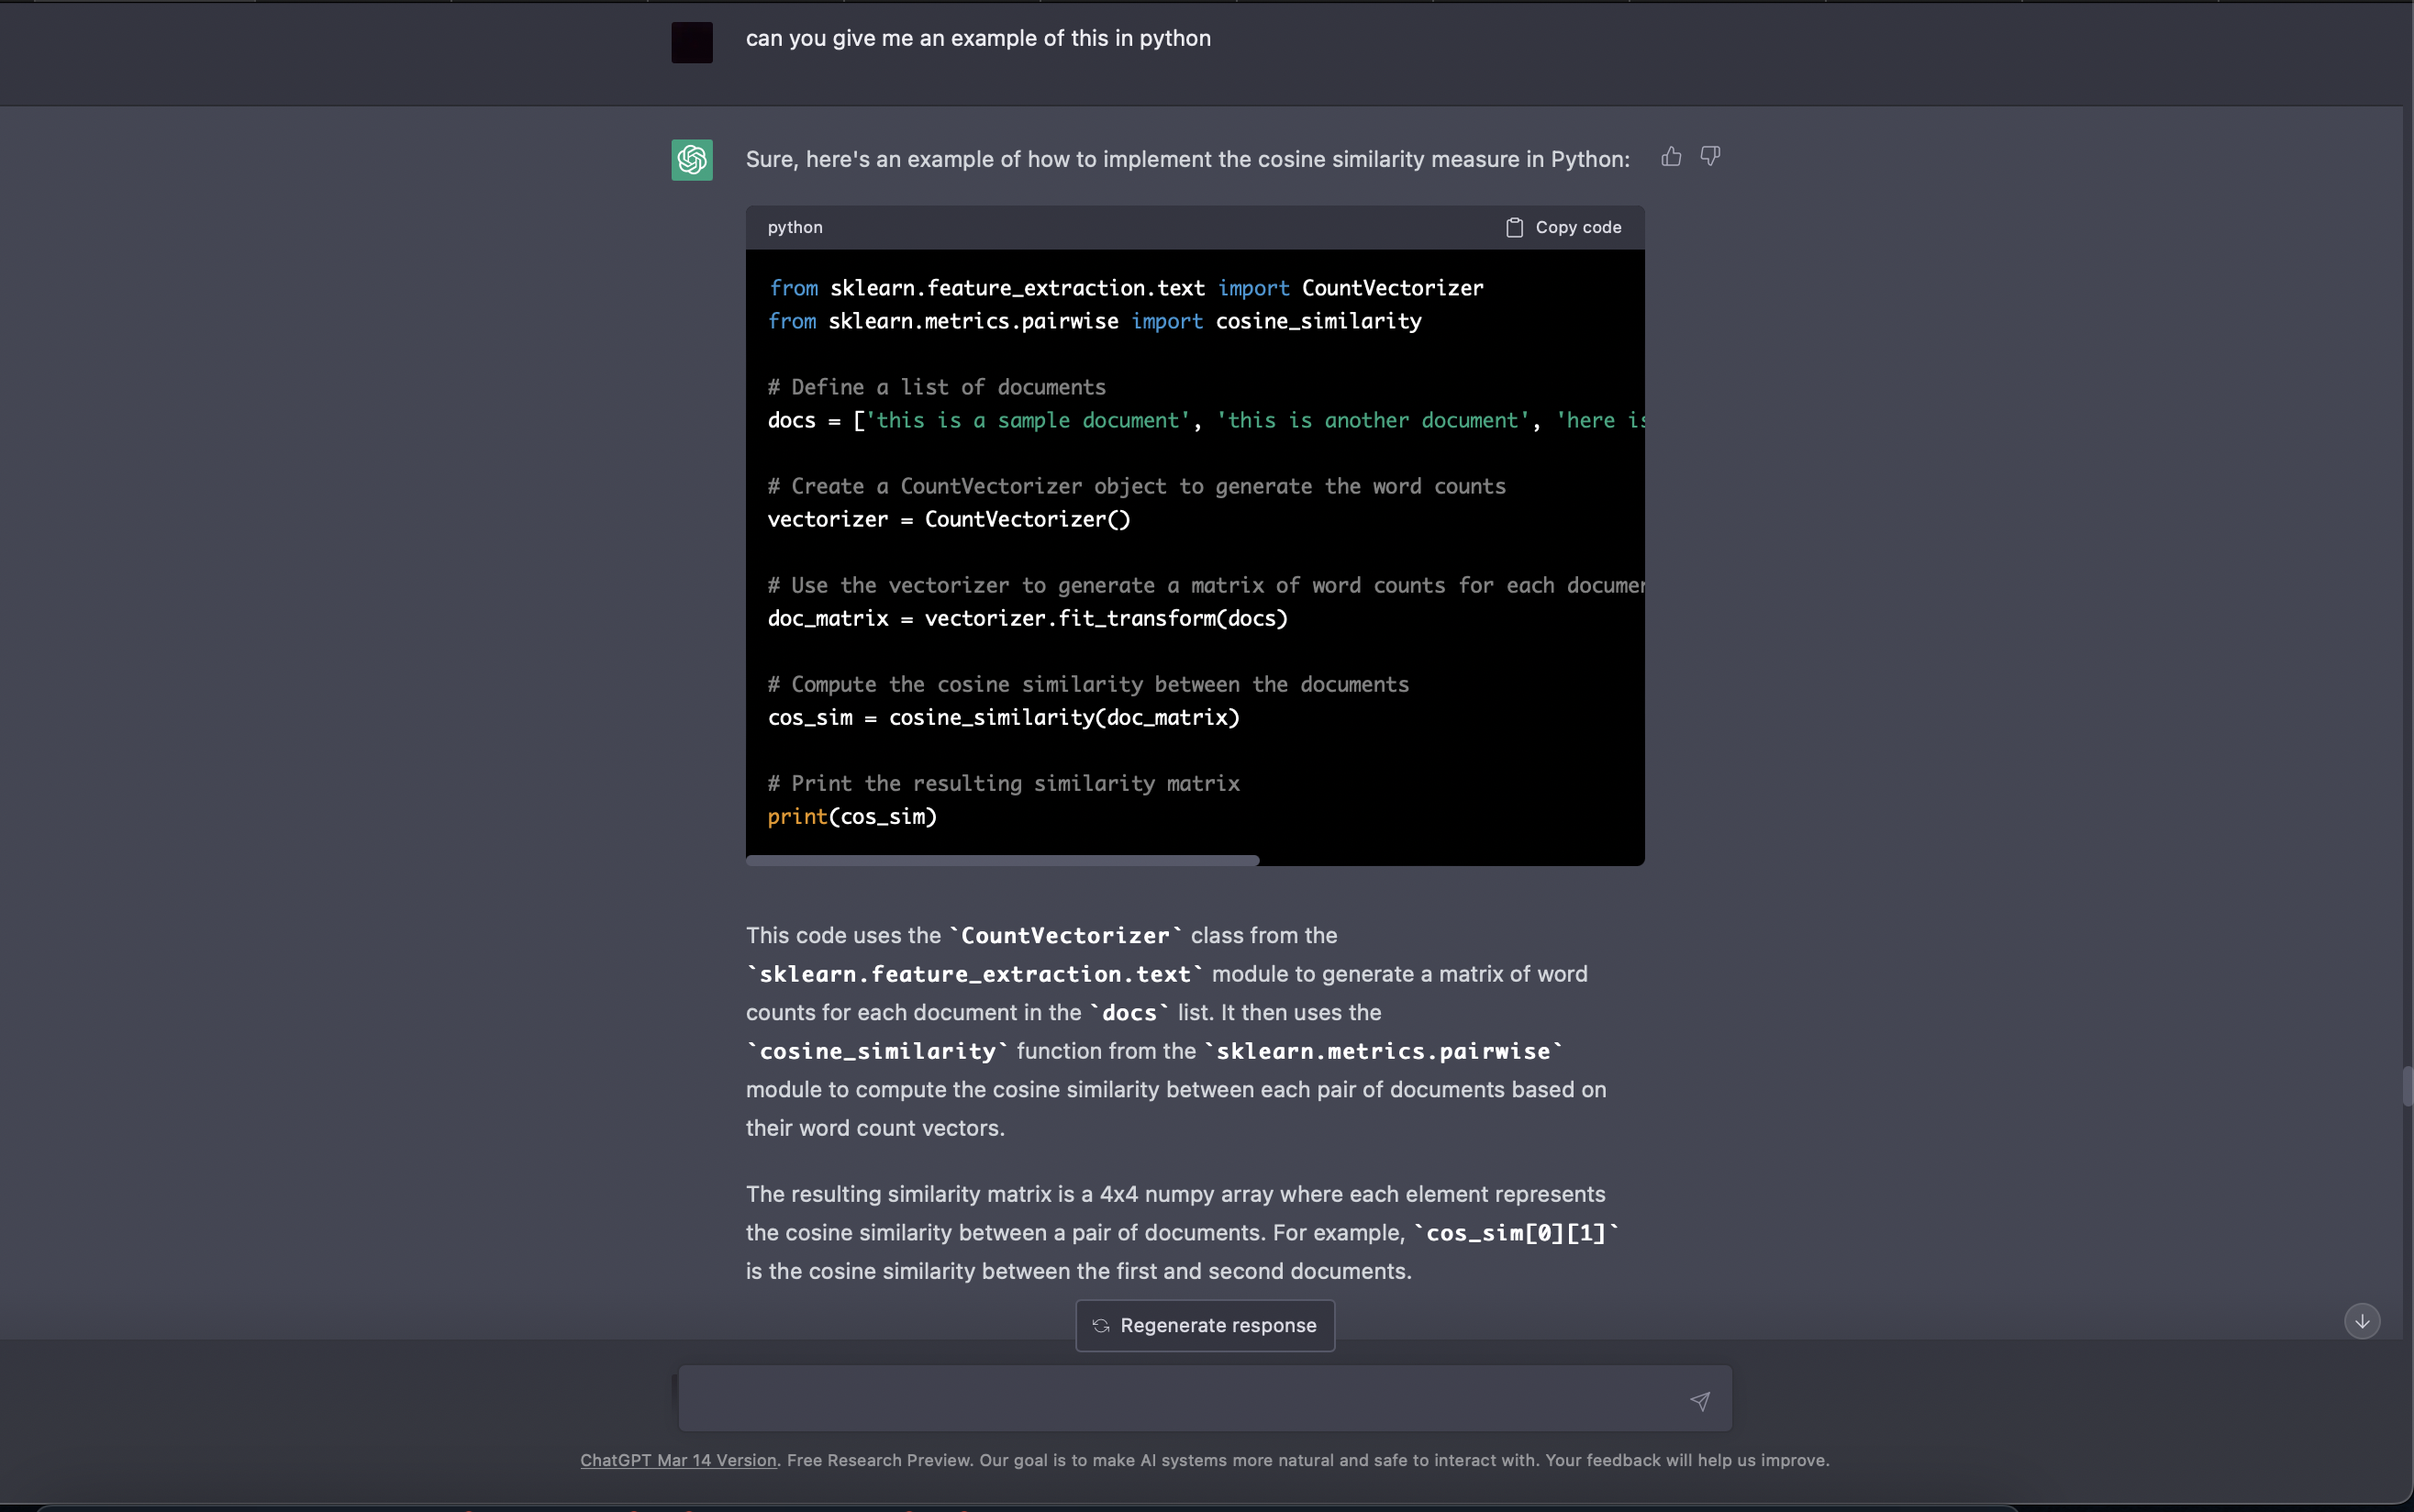 can you give me an example of this in python
Sure, here's an example of how to implement the cosine similarity measure in Python:
python
Copy code
from sklearn.feature_extraction.text import CountVectorizer
from sklearn.metrics.pairwise import cosine_similarity
# Define a list of documents
docs = ['this is a sample document', 'this is another document', 'here is
# Create a CountVectorizer object to generate the word counts
vectorizer = CountVectorizer()
# Use the vectorizer to generate a matrix of word counts for each documen
doc_matrix = vectorizer.fit_transform(docs)
# Compute the cosine similarity between the documents
cos_sim = cosine_similarity(doc_matrix)
# Print the resulting similarity matrix
print(cos_sim)
This code uses the `CountVectorizer` class from the
`sklearn.feature_extraction.text` module to generate a matrix of word
counts for each document in the `docs` list. It then uses the
`cosine_similarity` function from the `sklearn.metrics.pairwise`
module to compute the cosine similarity between each pair of documents based on
their word count vectors.
The resulting similarity matrix is a 4x4 numpy array where each element represents
the cosine similarity between a pair of documents. For example, `cos_sim[0][1]`
is the cosine similarity between the first and second documents.
Regenerate response
ChatGPT Mar 14 Version. Free Research Preview. Our goal is to make AI systems more natural and safe to interact with. Your feedback will help us improve.